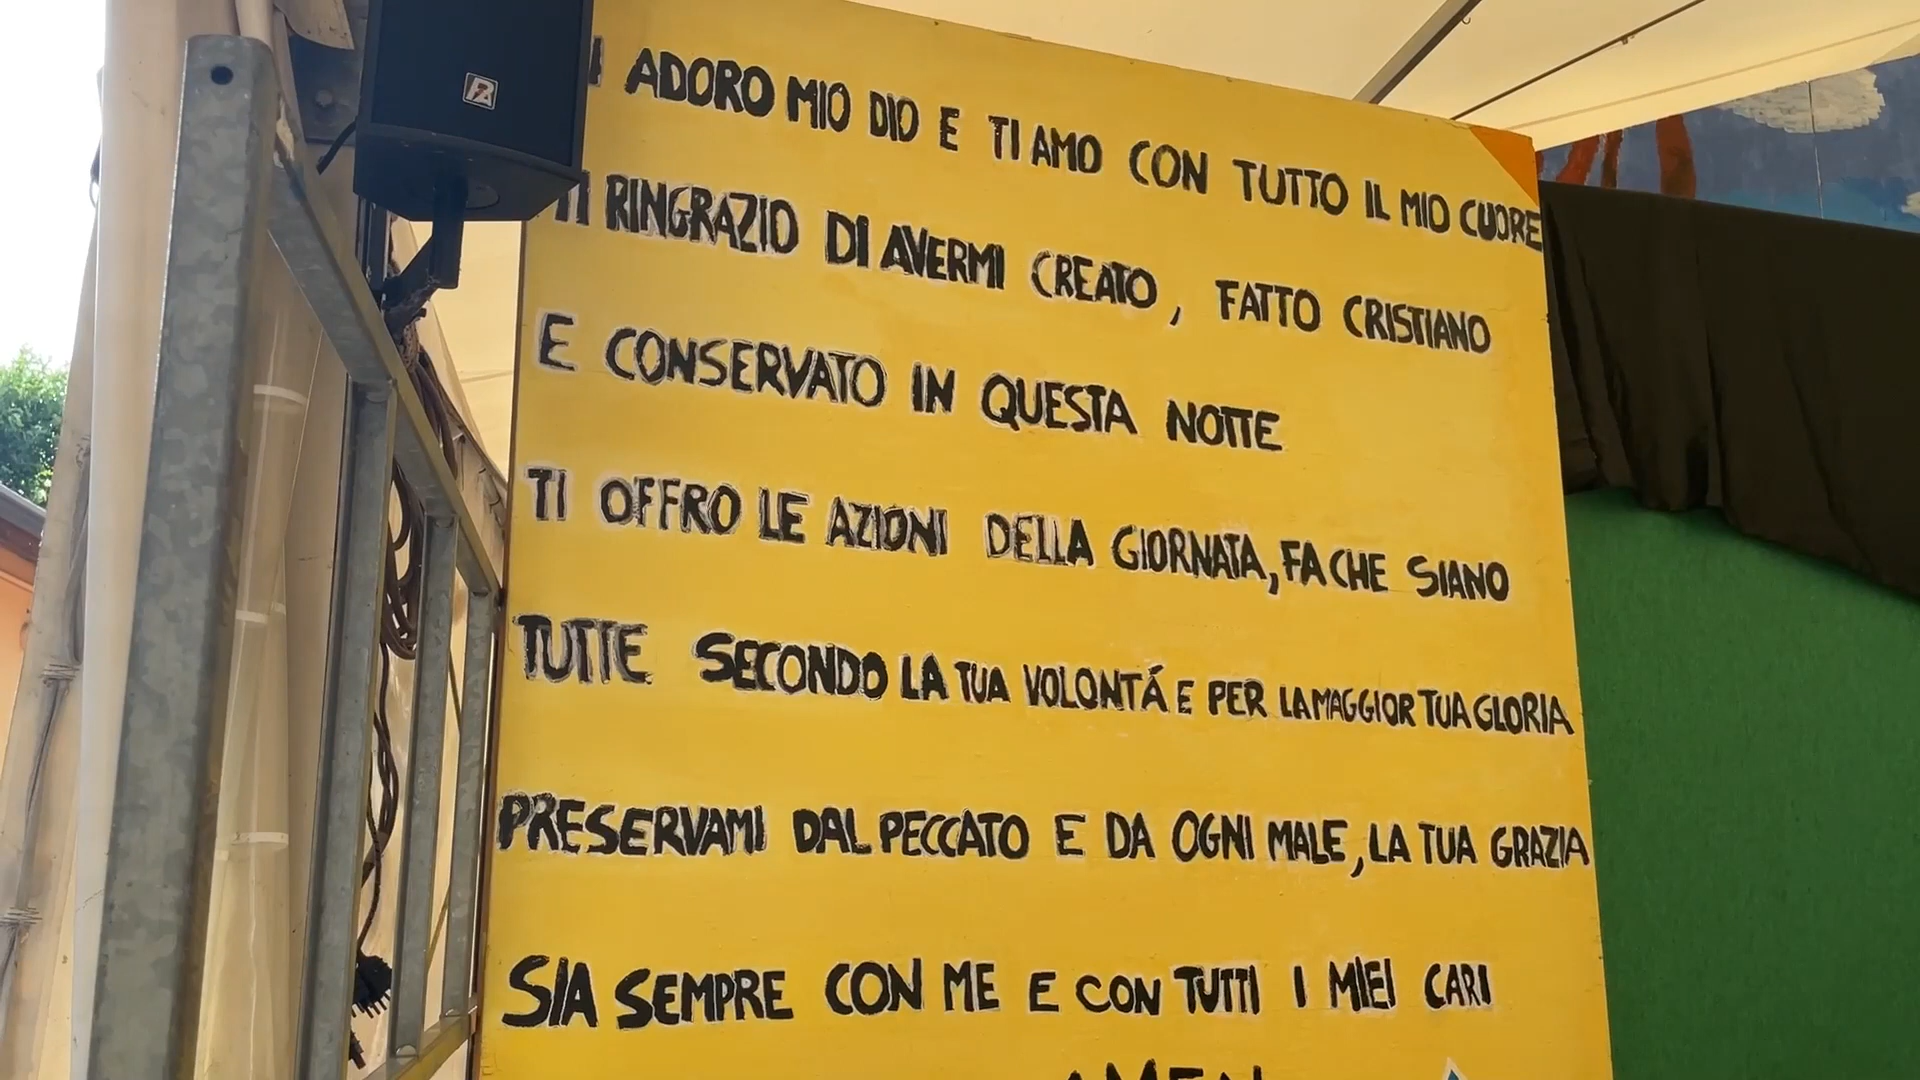 ADORO MIO DIO E TI AMO CON TUTTO IL MIO CUORE
TI RINGRAZIO DI AVERMI CREATO, FATTO CRISTIANO
E CONSERVATO IN QUESTA NOTTE
TI OFFRO LE AZIONI DELLA GIORNATA, FA CHE SIANO
TUTTE SECONDO LA TUA VOLONTÁ E PER LA MAGGIOR TUA GLORIA
PRESERVAMI DAL PECCATO E DA OGNI MALE, LA TUA GRAZIA
SIA SEMPRE CON ME E CON TUTTI I MIEI CARI
AMEN